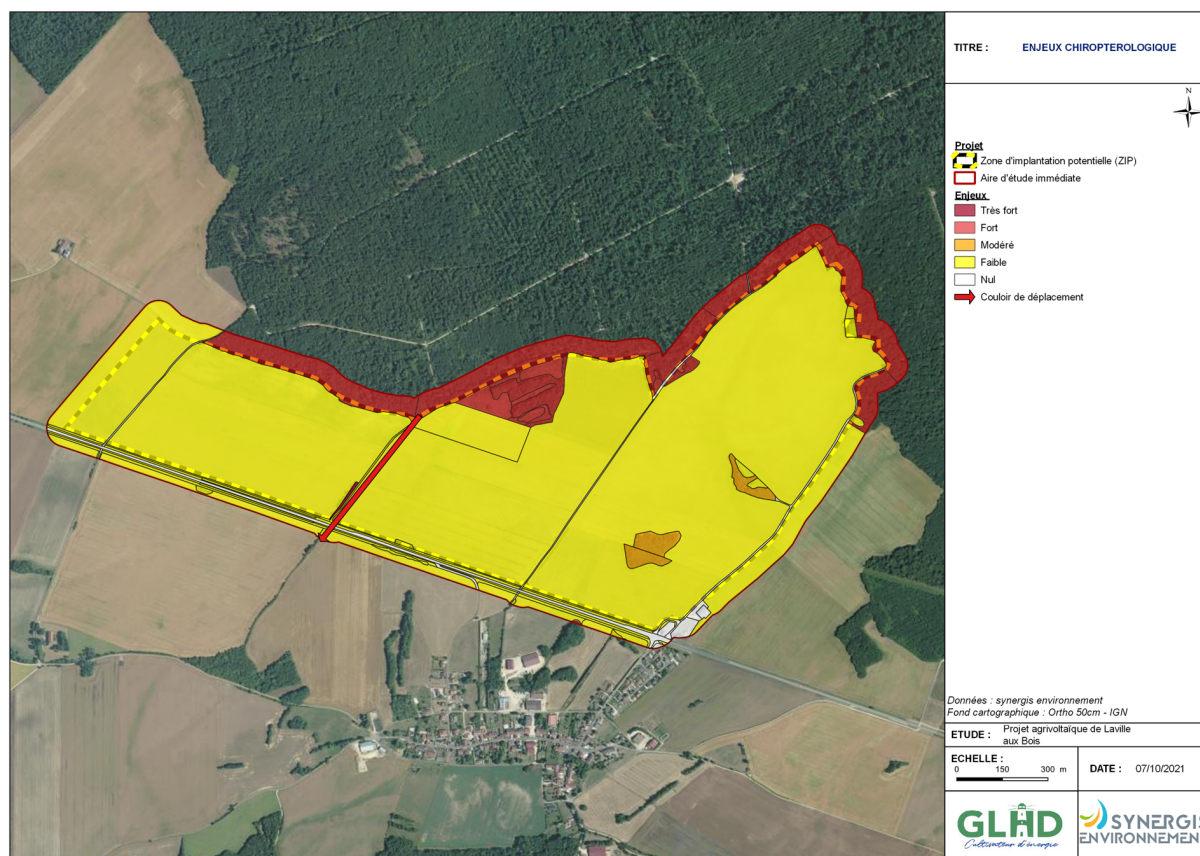 TITRE : ENJEUX CHIROPTEROLOGIQUE
N
Projet
Zone d'implantation potentielle (ZIP)
Aire d'étude immédiate
Enjeux
Très fort
Fort
Modéré
Faible
Nul
Couloir de déplacement
Données : synergis environnement
Fond cartographique : Ortho 50cm - IGN
ETUDE : Projet agrivoltaïque de Laville
aux Bois
ECHELLE :
0 150 300 m
DATE : 07/10/2021
GLHD
Cultivateur d'énergie
SYNERGIS
ENVIRONNEMEN